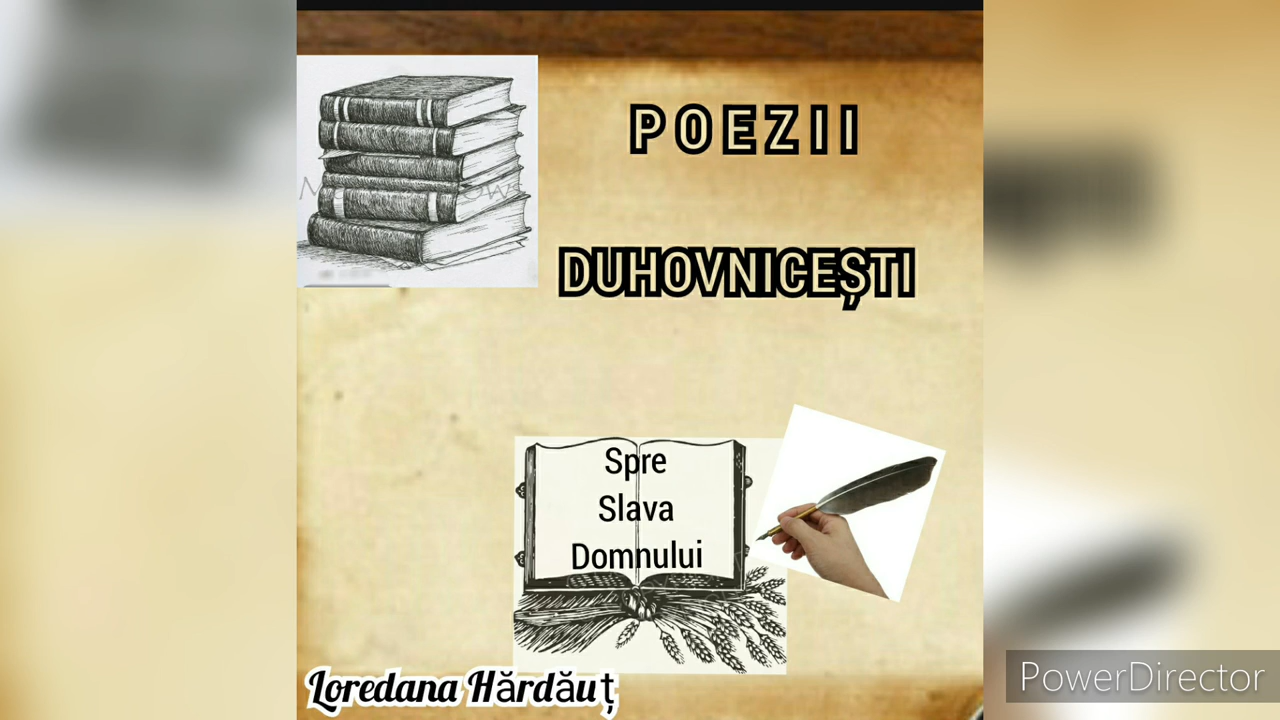 POEZII
DUHOVNICEȘTI
Spre
Slava
Domnului
Loredana Hărdăuț
PowerDirector